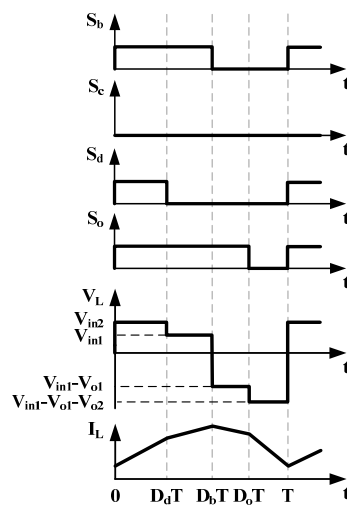 S_b
t
S_c
t
S_d
t
S_o
t
V_L
V_in2
V_in1
t
V_in1-V_o1
V_in1-V_o1-V_o2
I_L
t
0 D_dT D_bT D_oT T